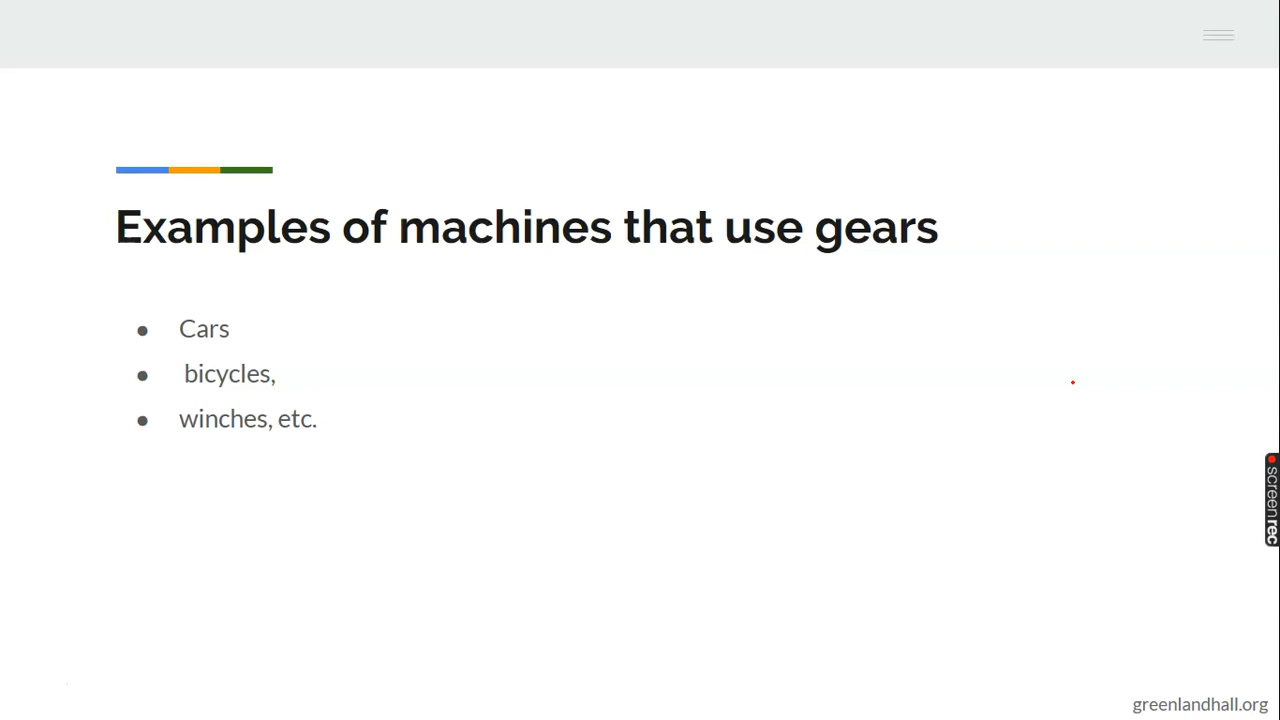 Examples of machines that use gears
● Cars
● bicycles,
● winches, etc.
screenrec
greenlandhall.org